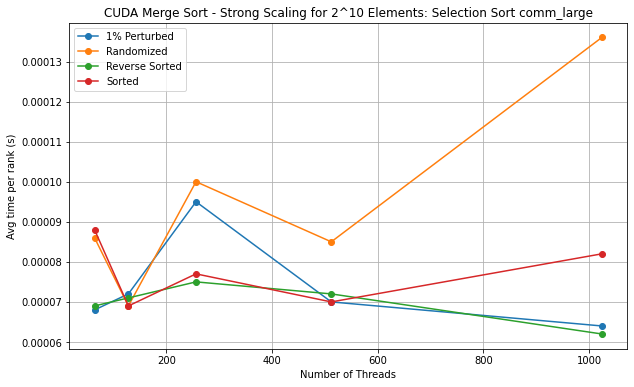 CUDA Merge Sort - Strong Scaling for 2^10 Elements: Selection Sort comm_large
1% Perturbed
Randomized
Reverse Sorted
Sorted
Avg time per rank (s)
0.00013
0.00012
0.00011
0.00010
0.00009
0.00008
0.00007
0.00006
200
400
600
800
1000
Number of Threads